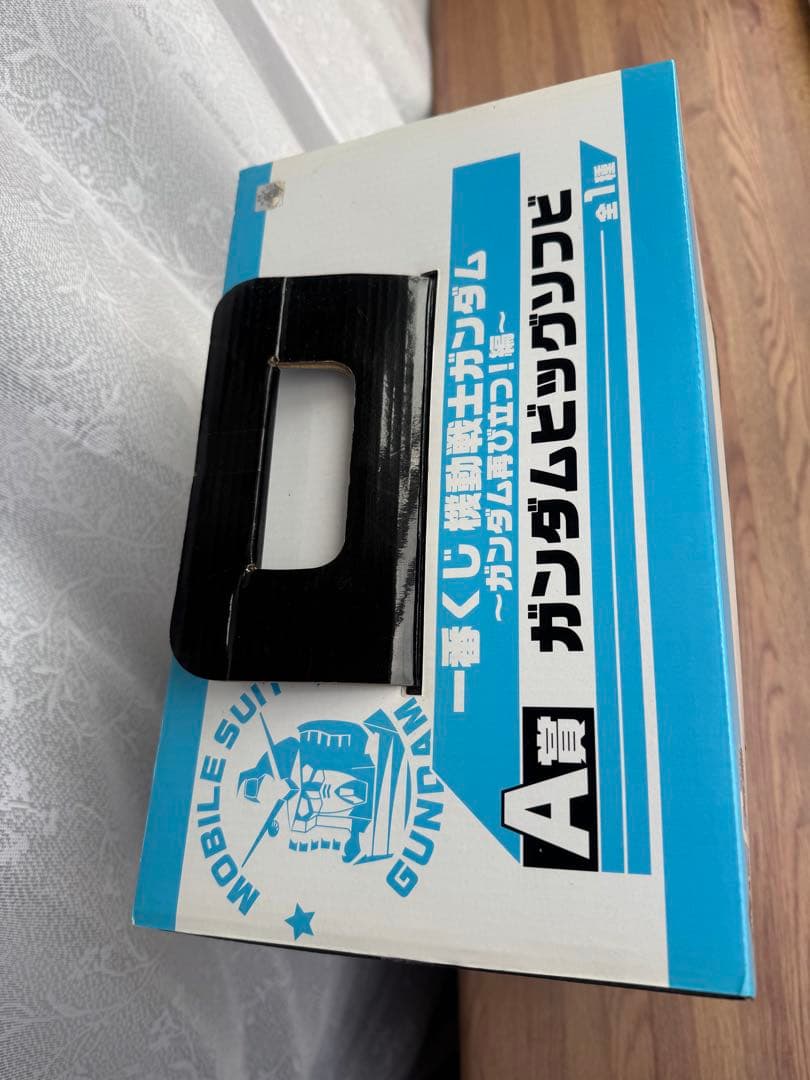 一番くじ 機動戦士ガンダム
～ガンダム再び立つ！編～
A賞 ガンダムビッグソフビ
全1種
MOBILE SUIT
GUNDAM